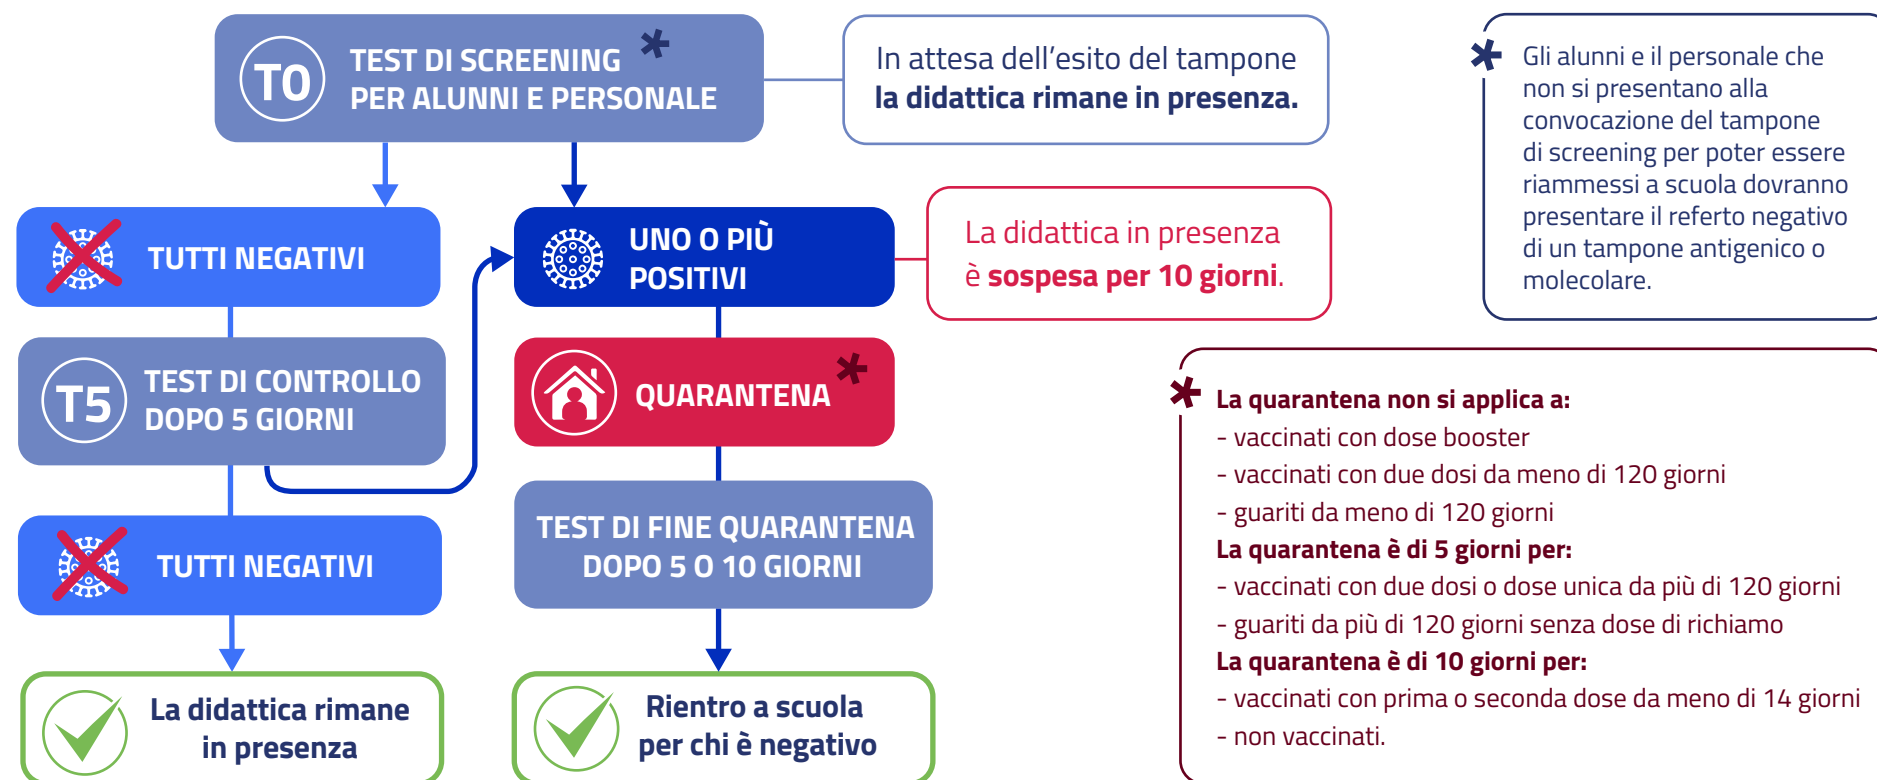 T0
TEST DI SCREENING *
PER ALUNNI E PERSONALE
In attesa dell'esito del tampone
la didattica rimane in presenza.
* Gli alunni e il personale che
non si presentano alla
convocazione del tampone
di screening per poter essere
riammessi a scuola dovranno
presentare il referto negativo
di un tampone antigenico o
molecolare.
TUTTI NEGATIVI
UNO O PIÙ
POSITIVI
La didattica in presenza
è sospesa per 10 giorni.
T5
TEST DI CONTROLLO
DOPO 5 GIORNI
QUARANTENA *
TUTTI NEGATIVI
TEST DI FINE QUARANTENA
DOPO 5 O 10 GIORNI
La didattica rimane
in presenza
Rientro a scuola
per chi è negativo
* La quarantena non si applica a:
- vaccinati con dose booster
- vaccinati con due dosi da meno di 120 giorni
- guariti da meno di 120 giorni
La quarantena è di 5 giorni per:
- vaccinati con due dosi o dose unica da più di 120 giorni
- guariti da più di 120 giorni senza dose di richiamo
La quarantena è di 10 giorni per:
- vaccinati con prima o seconda dose da meno di 14 giorni
- non vaccinati.